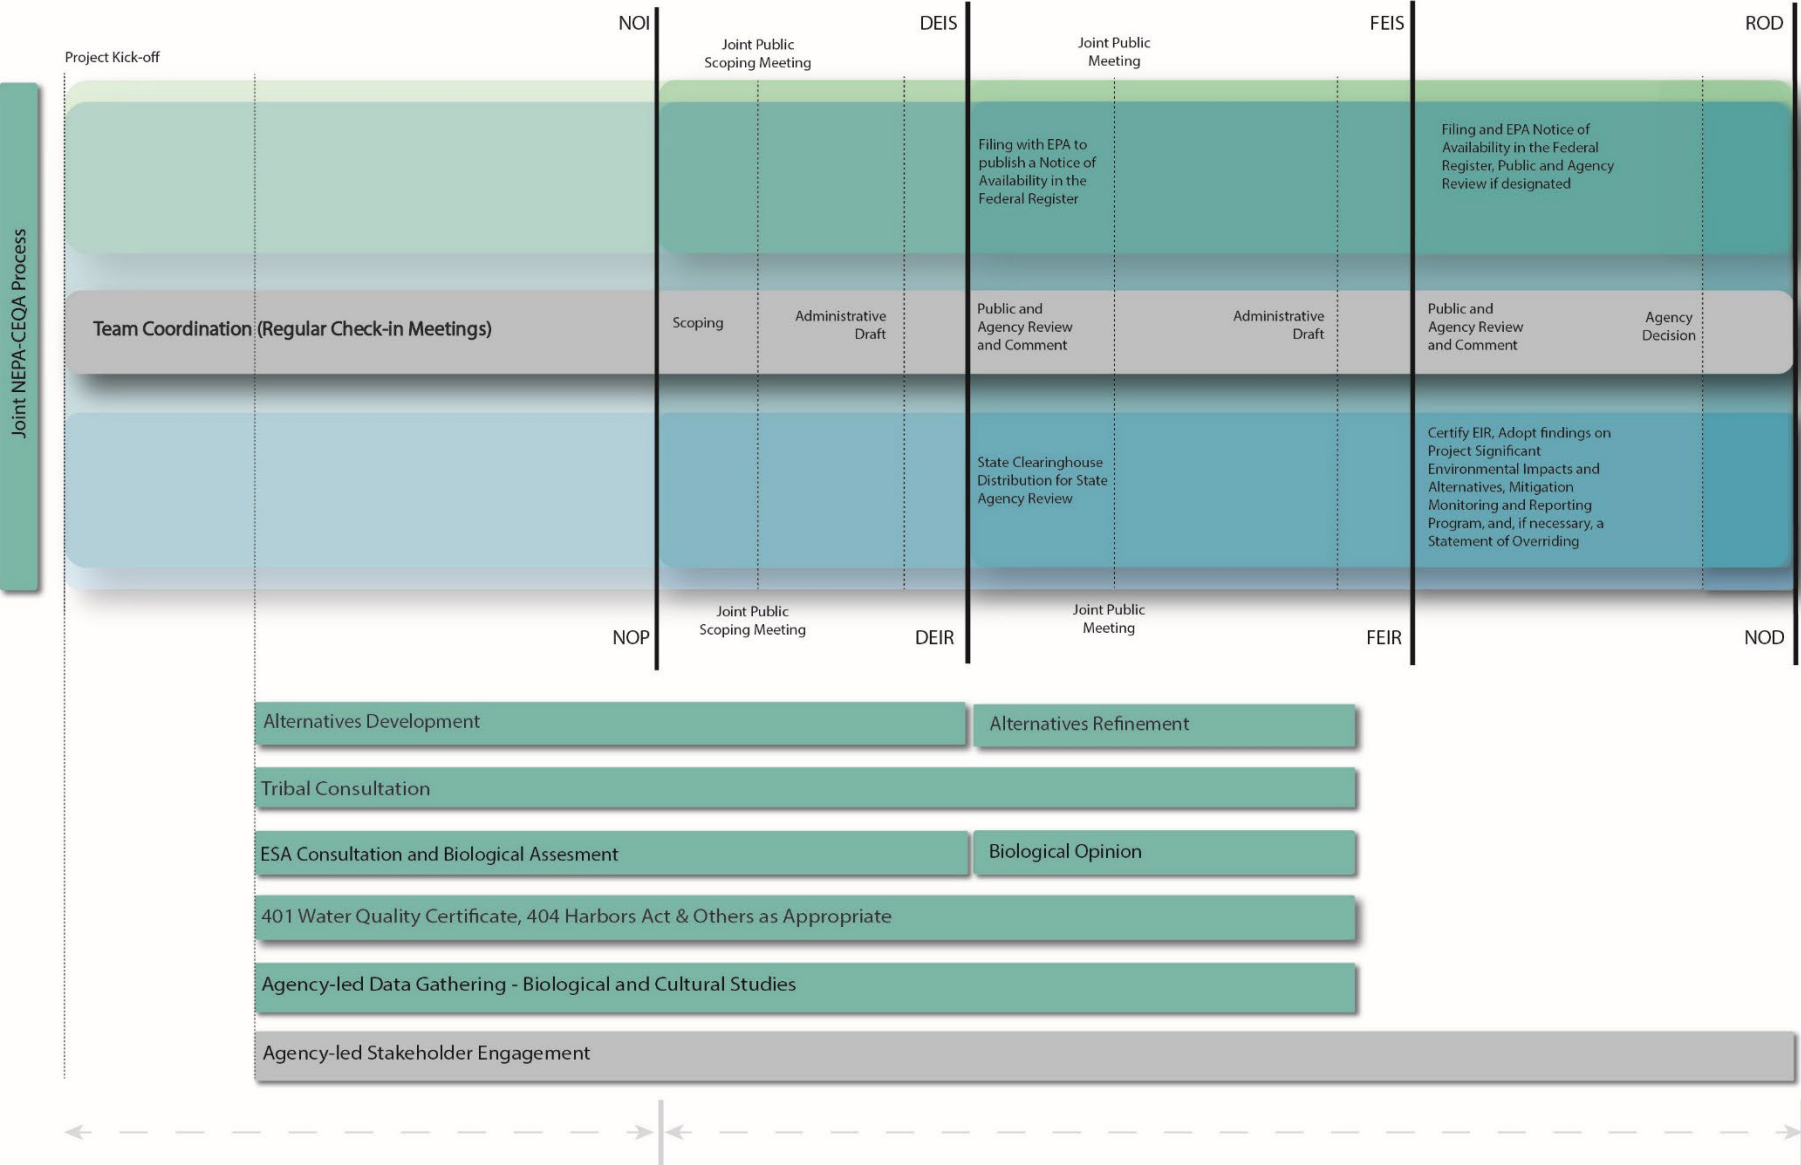 NOI
DEIS
FEIS
ROD
Project Kick-off
Joint Public
Scoping Meeting
Joint Public
Meeting
Joint NEPA-CEQA Process
Filing with EPA to
publish a Notice of
Availability in the
Federal Register
Filing and EPA Notice of
Availability in the Federal
Register, Public and Agency
Review if designated
Team Coordination (Regular Check-in Meetings)
Scoping
Administrative
Draft
Public and
Agency Review
and Comment
Administrative
Draft
Public and
Agency Review
and Comment
Agency
Decision
State Clearinghouse
Distribution for State
Agency Review
Certify EIR, Adopt findings on
Project Significant
Environmental Impacts and
Alternatives, Mitigation
Monitoring and Reporting
Program, and, if necessary, a
Statement of Overriding
NOP
Joint Public
Scoping Meeting
DEIR
Joint Public
Meeting
FEIR
NOD
Alternatives Development
Alternatives Refinement
Tribal Consultation
ESA Consultation and Biological Assesment
Biological Opinion
401 Water Quality Certificate, 404 Harbors Act & Others as Appropriate
Agency-led Data Gathering - Biological and Cultural Studies
Agency-led Stakeholder Engagement